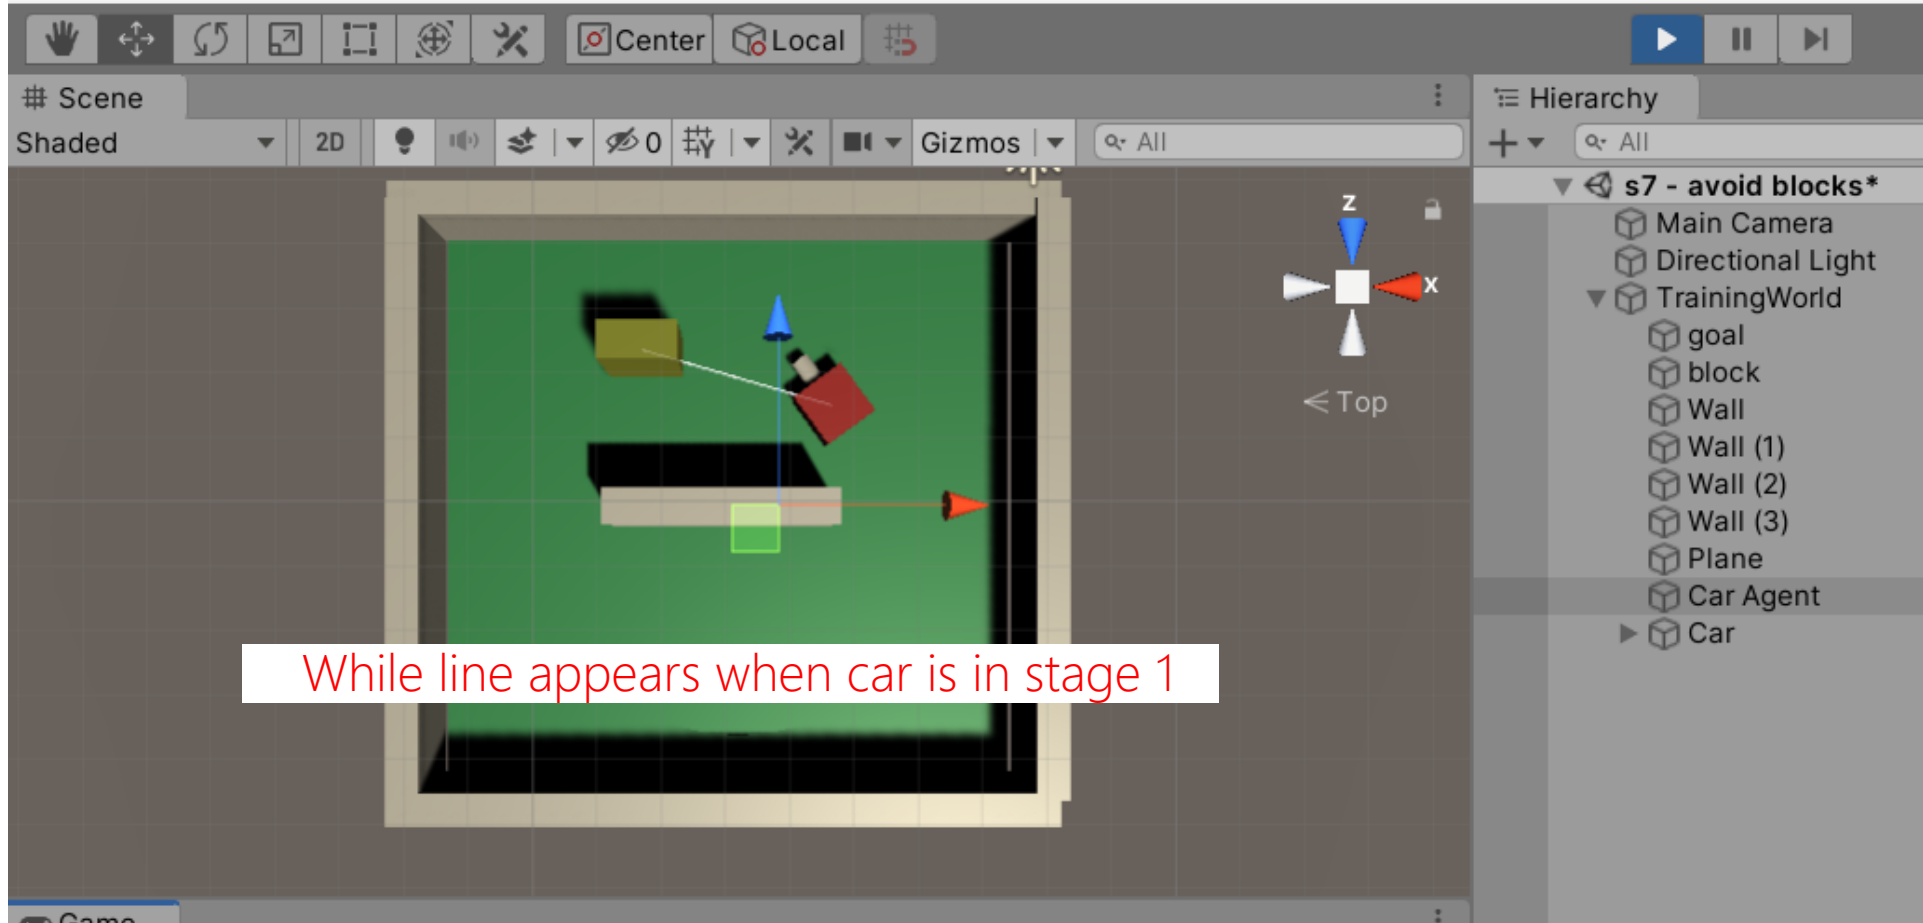 Center Local
Scene
Hierarchy
Shaded 2D 0 Gizmos All
All
s7 - avoid blocks*
Main Camera
Directional Light
TrainingWorld
goal
block
Wall
Wall (1)
Wall (2)
Wall (3)
Plane
Car Agent
Car
z
x
Top
While line appears when car is in stage 1
Game